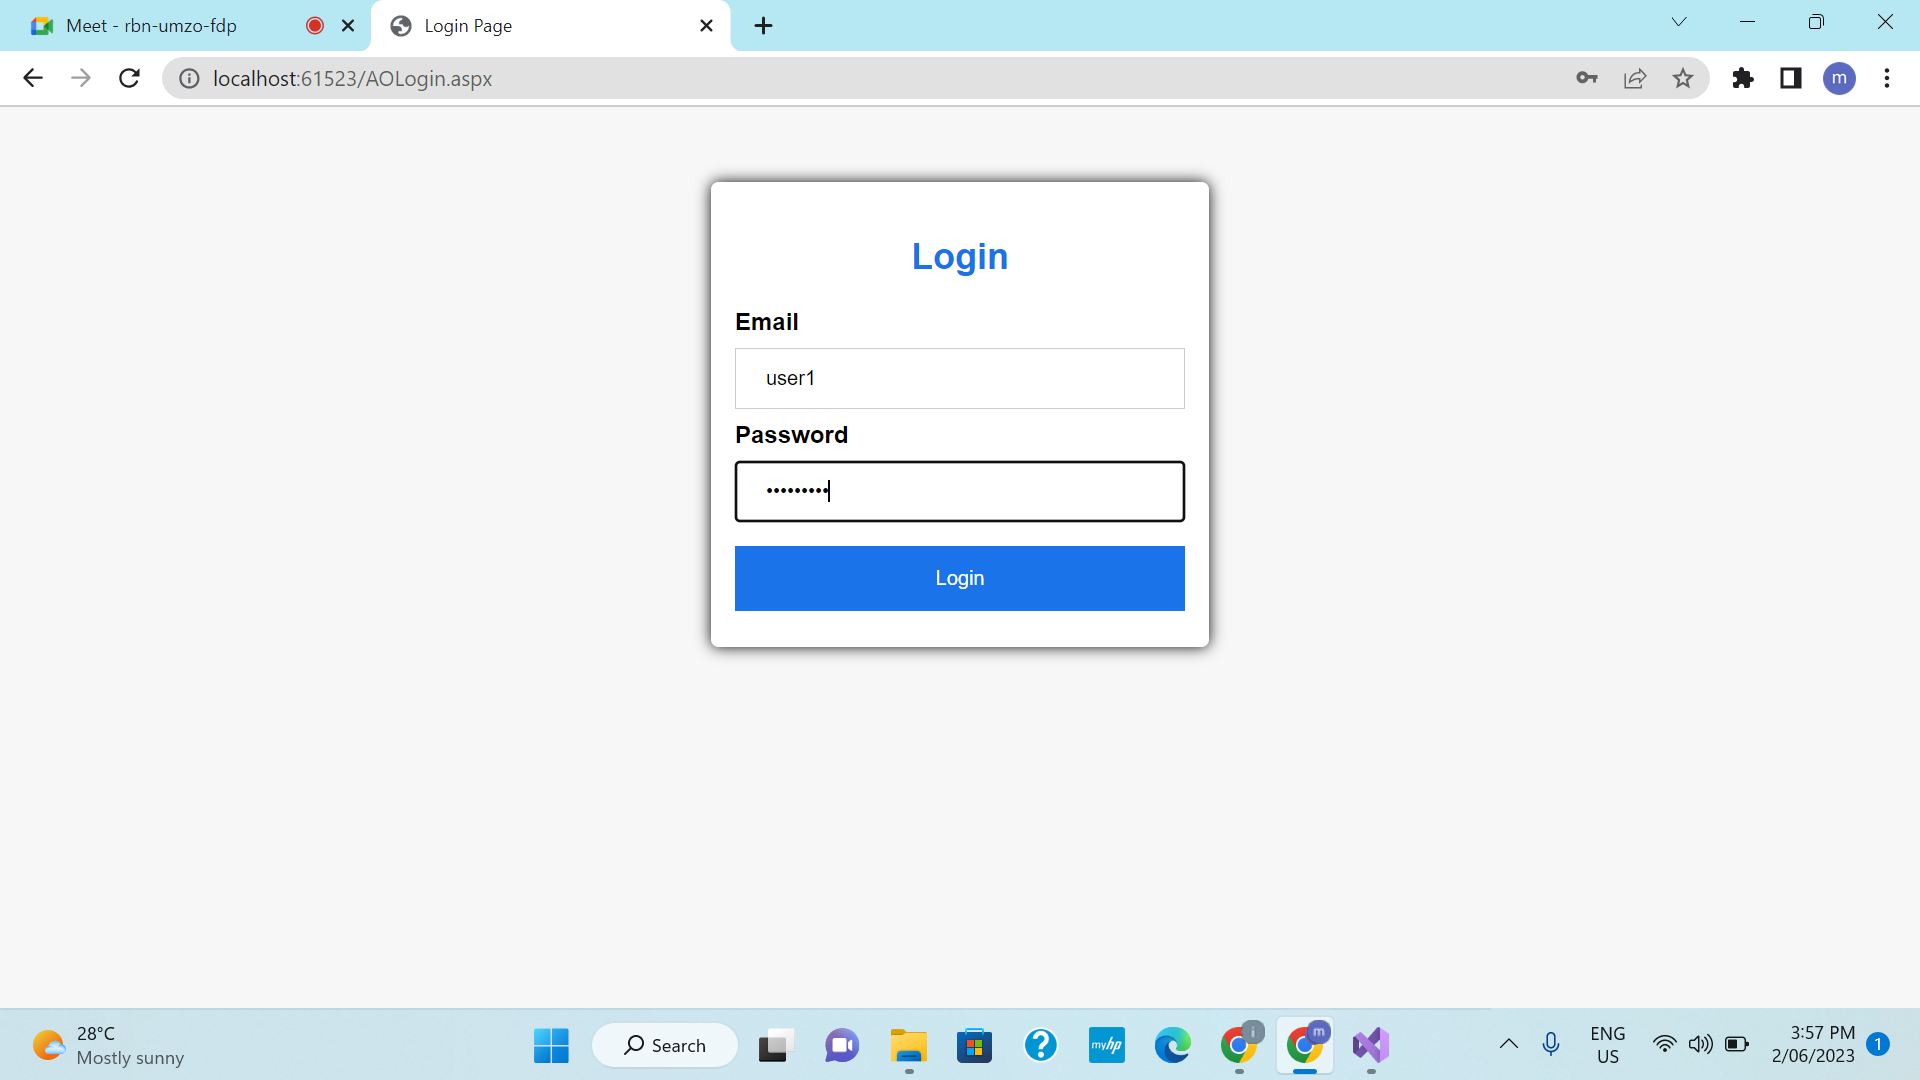 Meet - rbn-umzo-fdp
Login Page
localhost:61523/AOLogin.aspx
m
Login
Email
user1
Password
•••••••••
Login
28°C
Mostly sunny
Search
myhp
i
m
ENG
US
3:57 PM
2/06/2023
1